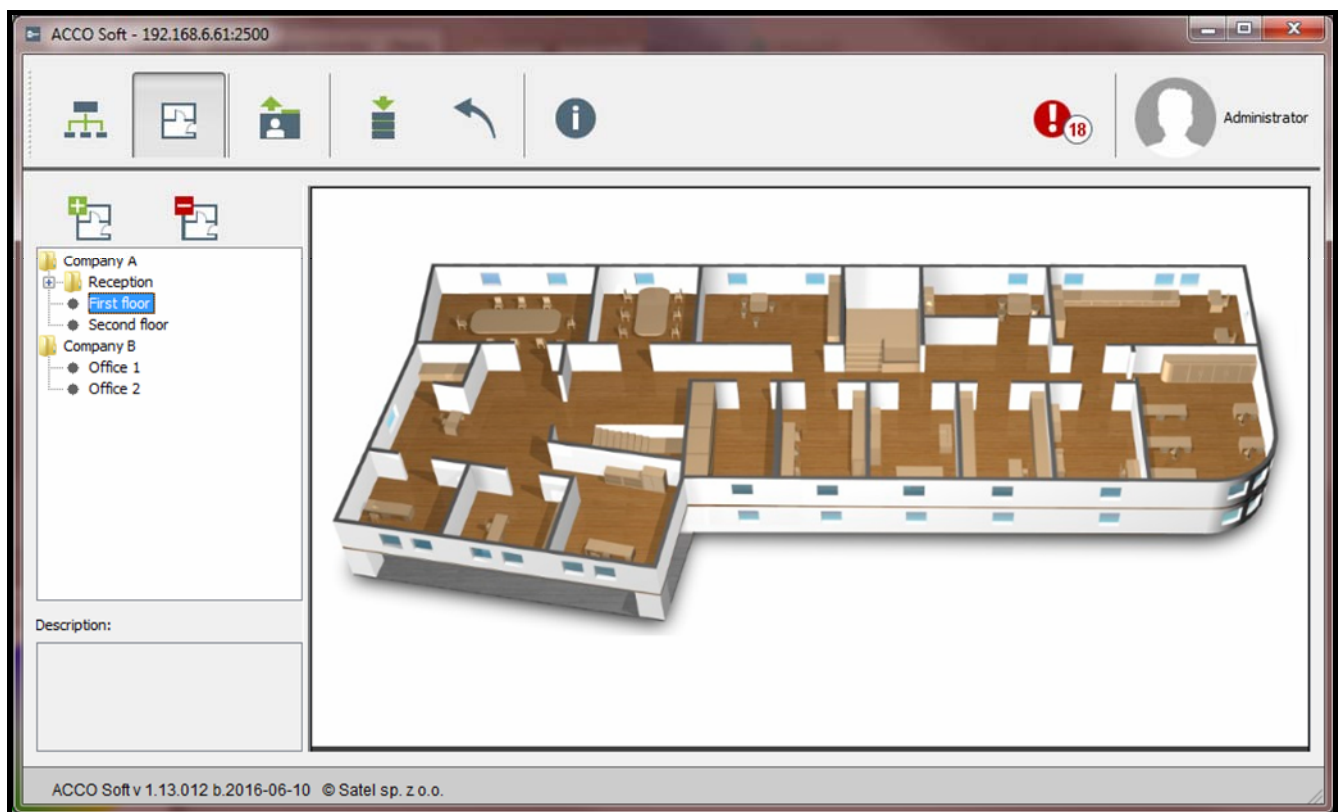 ACCO Soft - 192.168.6.61:2500
18
Administrator
Company A
Reception
First floor
Second floor
Company B
Office 1
Office 2
Description:
ACCO Soft v 1.13.012 b.2016-06-10 © Satel sp. z o.o.